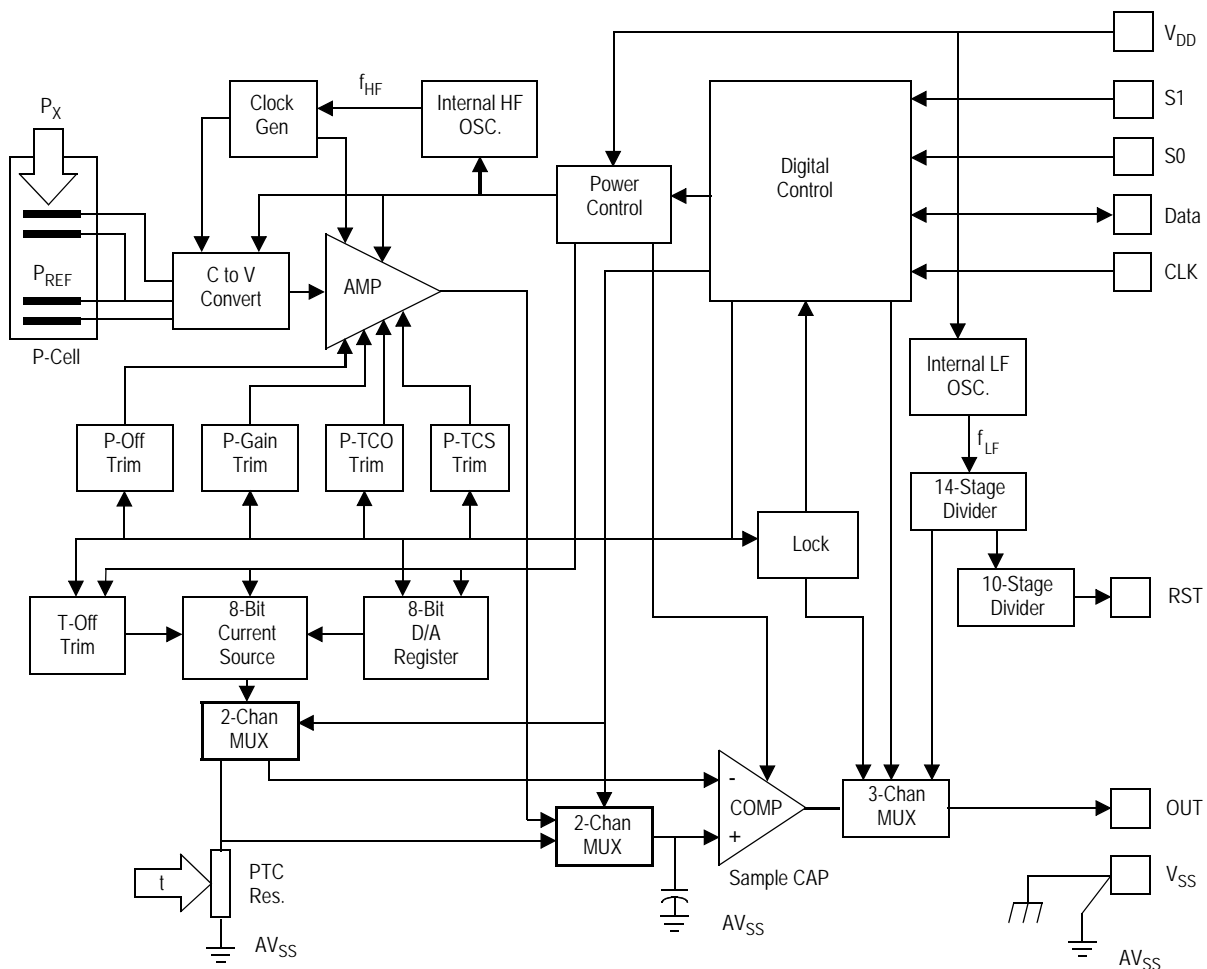 V_DD
f_HF
S1
Clock
Gen
Internal HF
OSC.
P_X
S0
Digital
Control
Power
Control
Data
P_REF
C to V
Convert
AMP
CLK
P-Cell
Internal LF
OSC.
P-Off
Trim
P-Gain
Trim
P-TCO
Trim
P-TCS
Trim
f_LF
14-Stage
Divider
Lock
10-Stage
Divider
RST
T-Off
Trim
8-Bit
Current
Source
8-Bit
D/A
Register
2-Chan
MUX
-
COMP
+
3-Chan
MUX
OUT
2-Chan
MUX
t
PTC
Res.
Sample CAP
V_SS
AV_SS
AV_SS
AV_SS